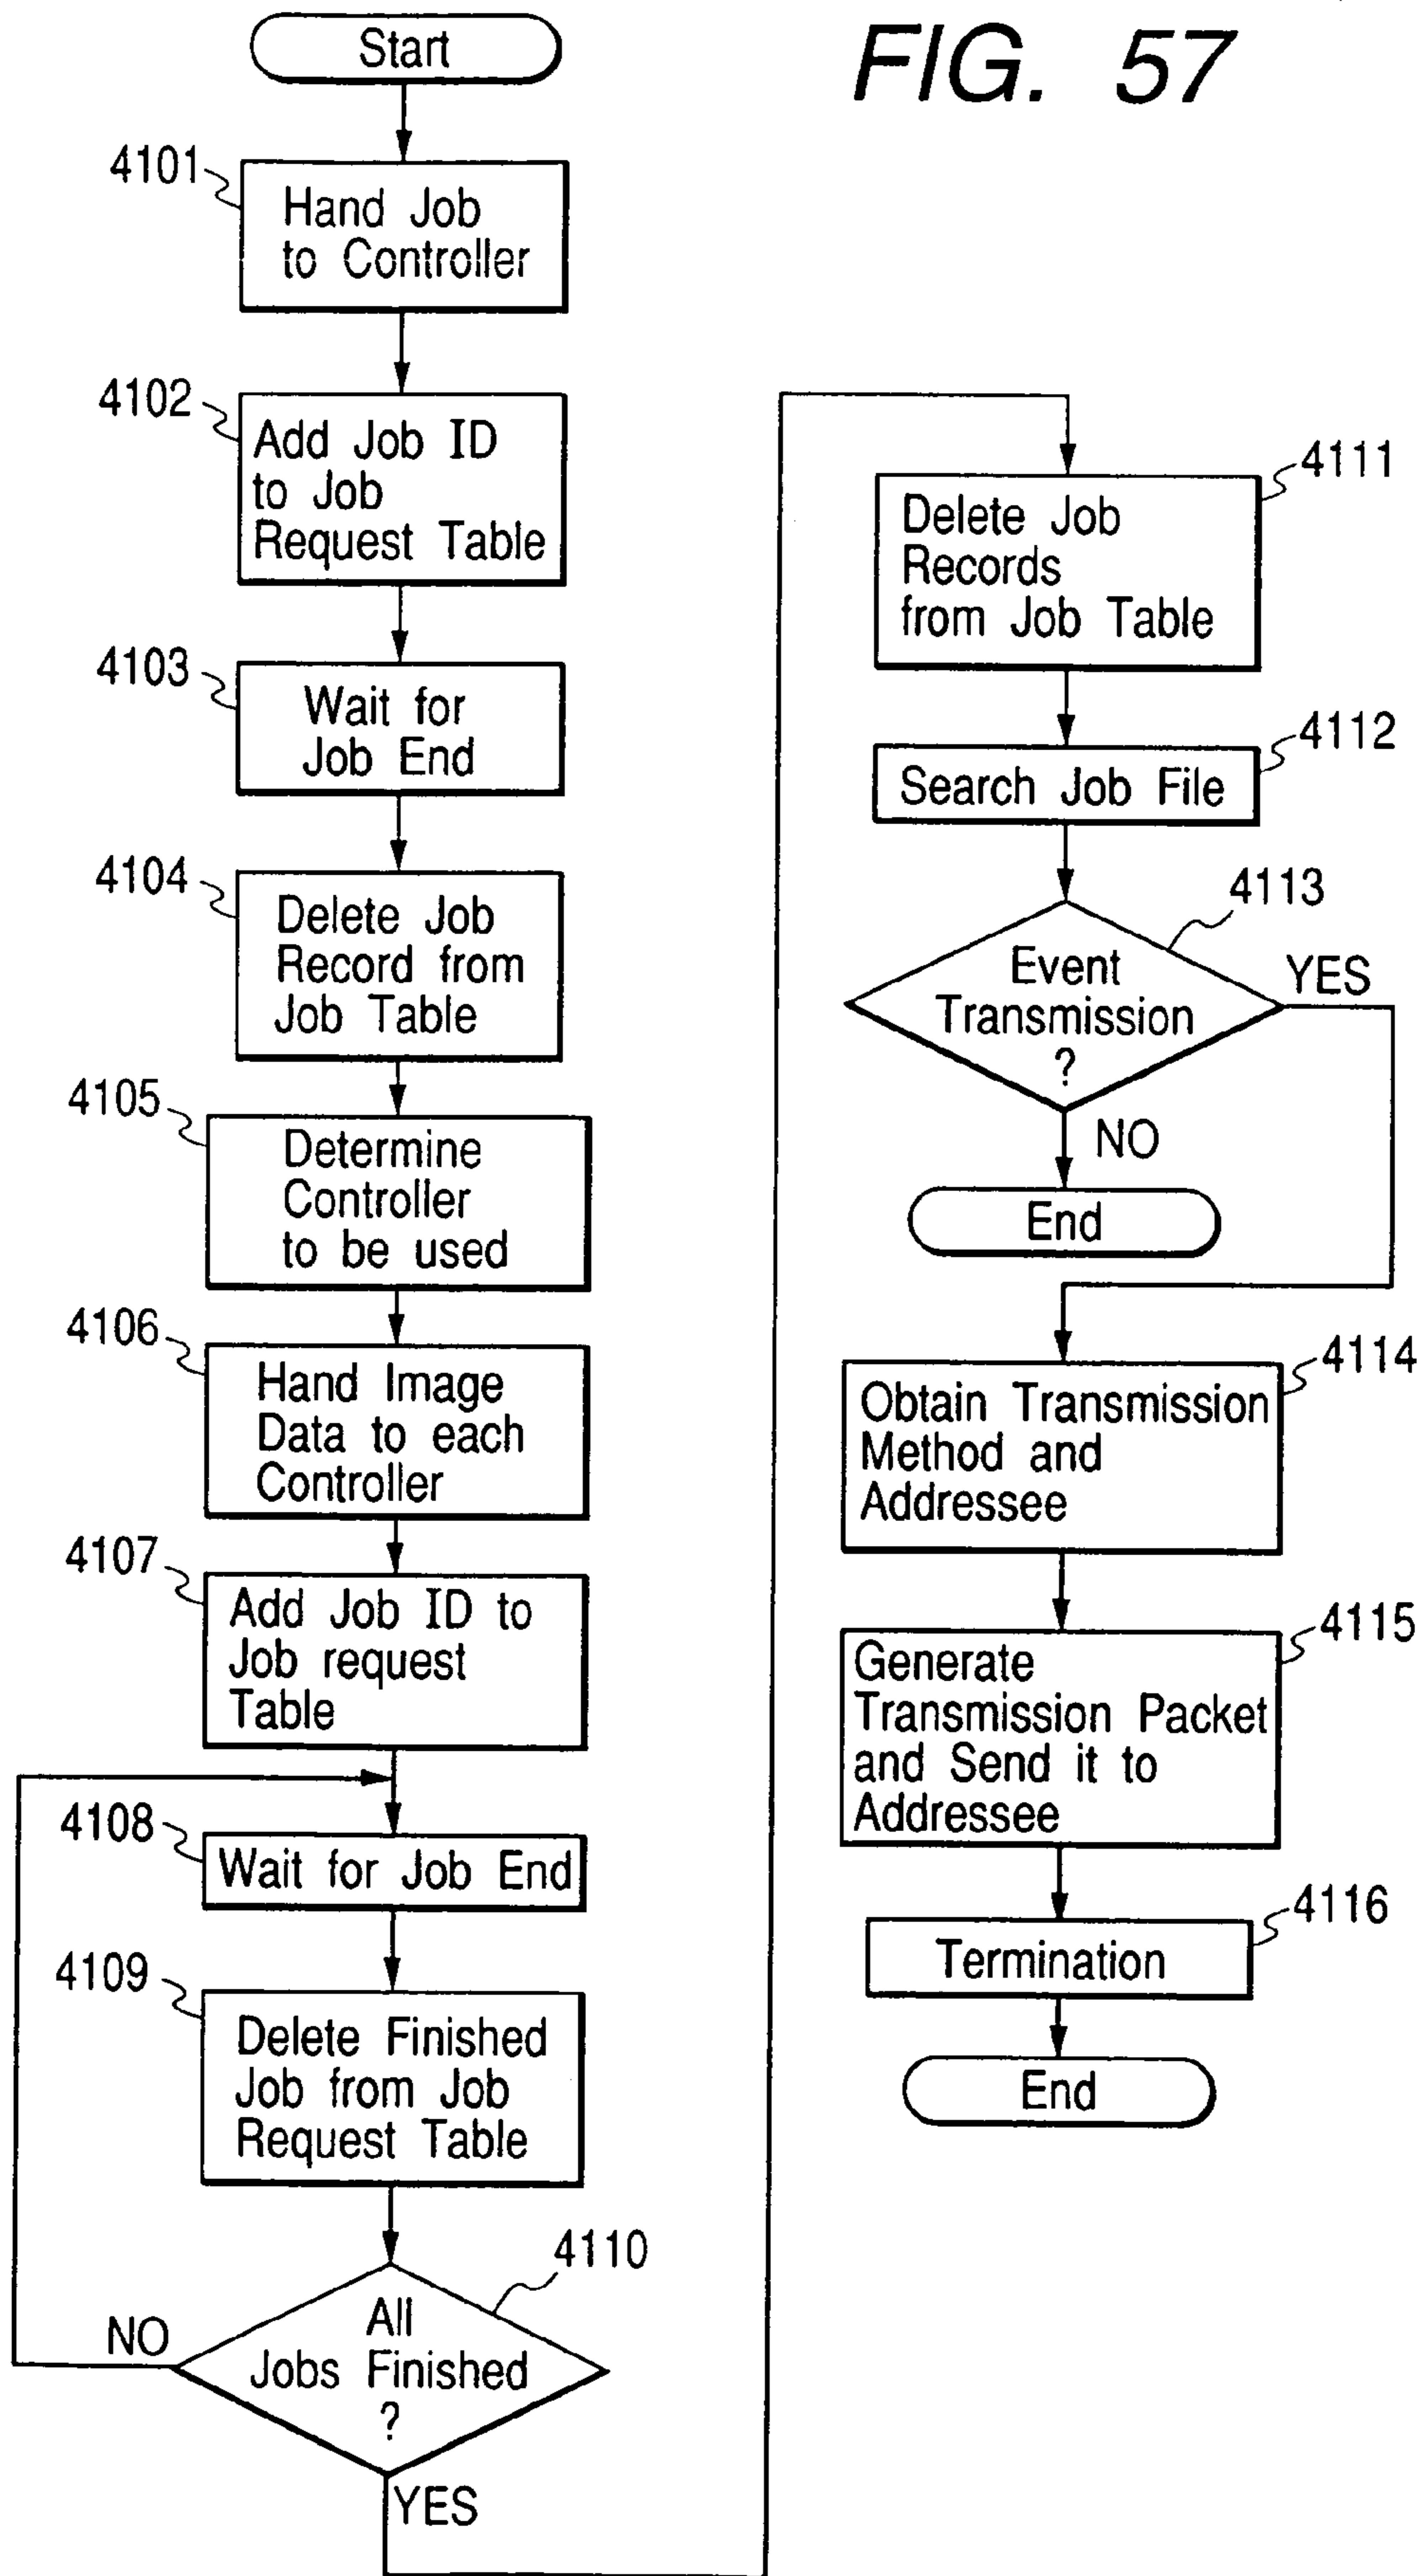 FIG. 57
Start
4101
Hand Job
to Controller
4102
Add Job ID
to Job
Request Table
4103
Wait for
Job End
4104
Delete Job
Record from
Job Table
4105
Determine
Controller
to be used
4106
Hand Image
Data to each
Controller
4107
Add Job ID to
Job request
Table
4108
Wait for Job End
4109
Delete Finished
Job from Job
Request Table
4110
All
Jobs Finished
?
NO
YES
4111
Delete Job
Records
from Job Table
4112
Search Job File
4113
Event
Transmission
?
YES
NO
End
4114
Obtain Transmission
Method and
Addressee
4115
Generate
Transmission Packet
and Send it to
Addressee
4116
Termination
End